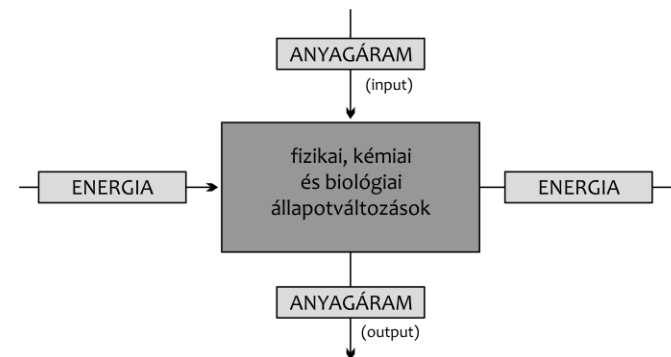 ANYAGÁRAM
(input)
fizikai, kémiai
és biológiai
állapotváltozások
ENERGIA
ENERGIA
ANYAGÁRAM
(output)